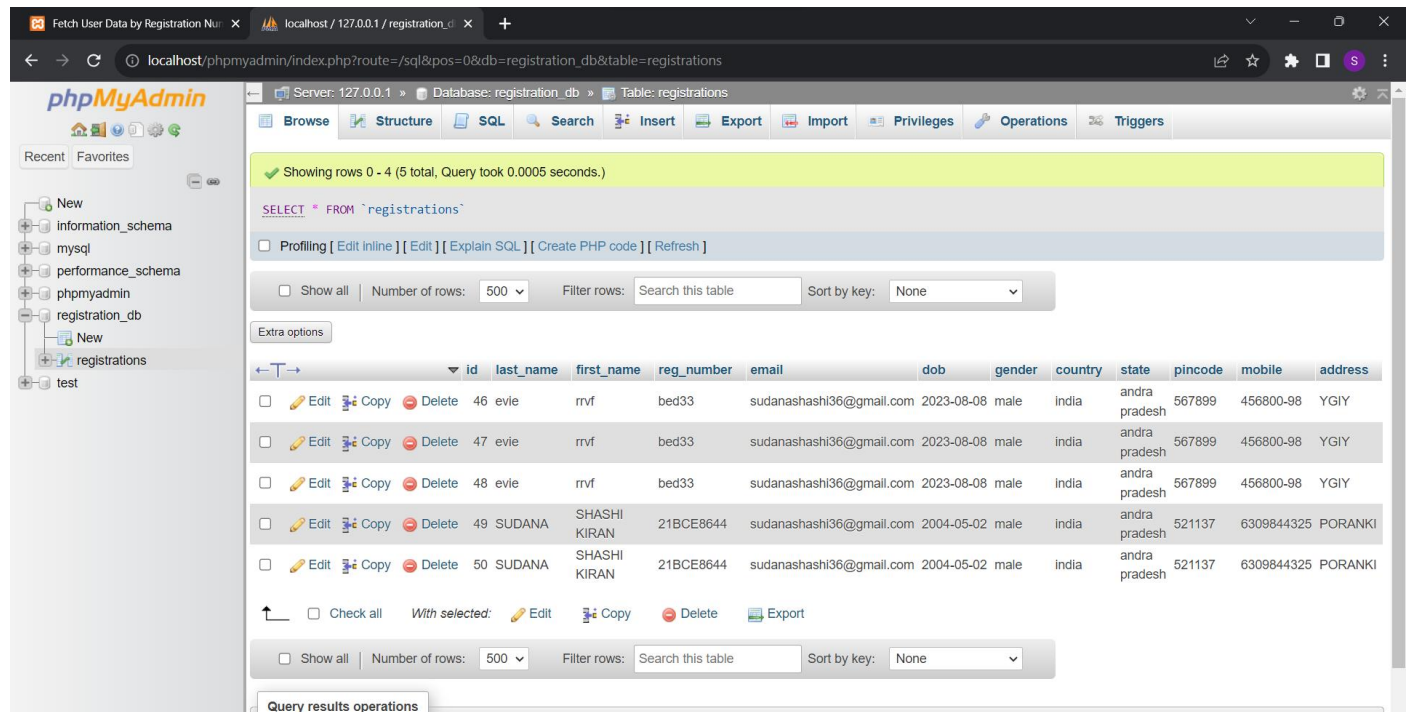 Fetch User Data by Registration Nur
localhost / 127.0.0.1 / registration_d
localhost/phpmyadmin/index.php?route=/sql&pos=0&db=registration_db&table=registrations
S
phpMyAdmin
Recent Favorites
New
information_schema
mysql
performance_schema
phpmyadmin
registration_db
New
registrations
test
Server: 127.0.0.1 » Database: registration_db » Table: registrations
Browse Structure SQL Search Insert Export Import Privileges Operations Triggers
Showing rows 0 - 4 (5 total, Query took 0.0005 seconds.)
SELECT * FROM `registrations`
Profiling [ Edit inline ] [ Edit ] [ Explain SQL ] [ Create PHP code ] [ Refresh ]
Show all | Number of rows: 500 Filter rows: Search this table Sort by key: None
Extra options
←T→ id last_name first_name reg_number email dob gender country state pincode mobile address
Edit Copy Delete 46 evie rrvf bed33 sudanashashi36@gmail.com 2023-08-08 male india andra pradesh 567899 456800-98 YGIY
Edit Copy Delete 47 evie rrvf bed33 sudanashashi36@gmail.com 2023-08-08 male india andra pradesh 567899 456800-98 YGIY
Edit Copy Delete 48 evie rrvf bed33 sudanashashi36@gmail.com 2023-08-08 male india andra pradesh 567899 456800-98 YGIY
Edit Copy Delete 49 SUDANA SHASHI KIRAN 21BCE8644 sudanashashi36@gmail.com 2004-05-02 male india andra pradesh 521137 6309844325 PORANKI
Edit Copy Delete 50 SUDANA SHASHI KIRAN 21BCE8644 sudanashashi36@gmail.com 2004-05-02 male india andra pradesh 521137 6309844325 PORANKI
Check all With selected: Edit Copy Delete Export
Show all | Number of rows: 500 Filter rows: Search this table Sort by key: None
Query results operations